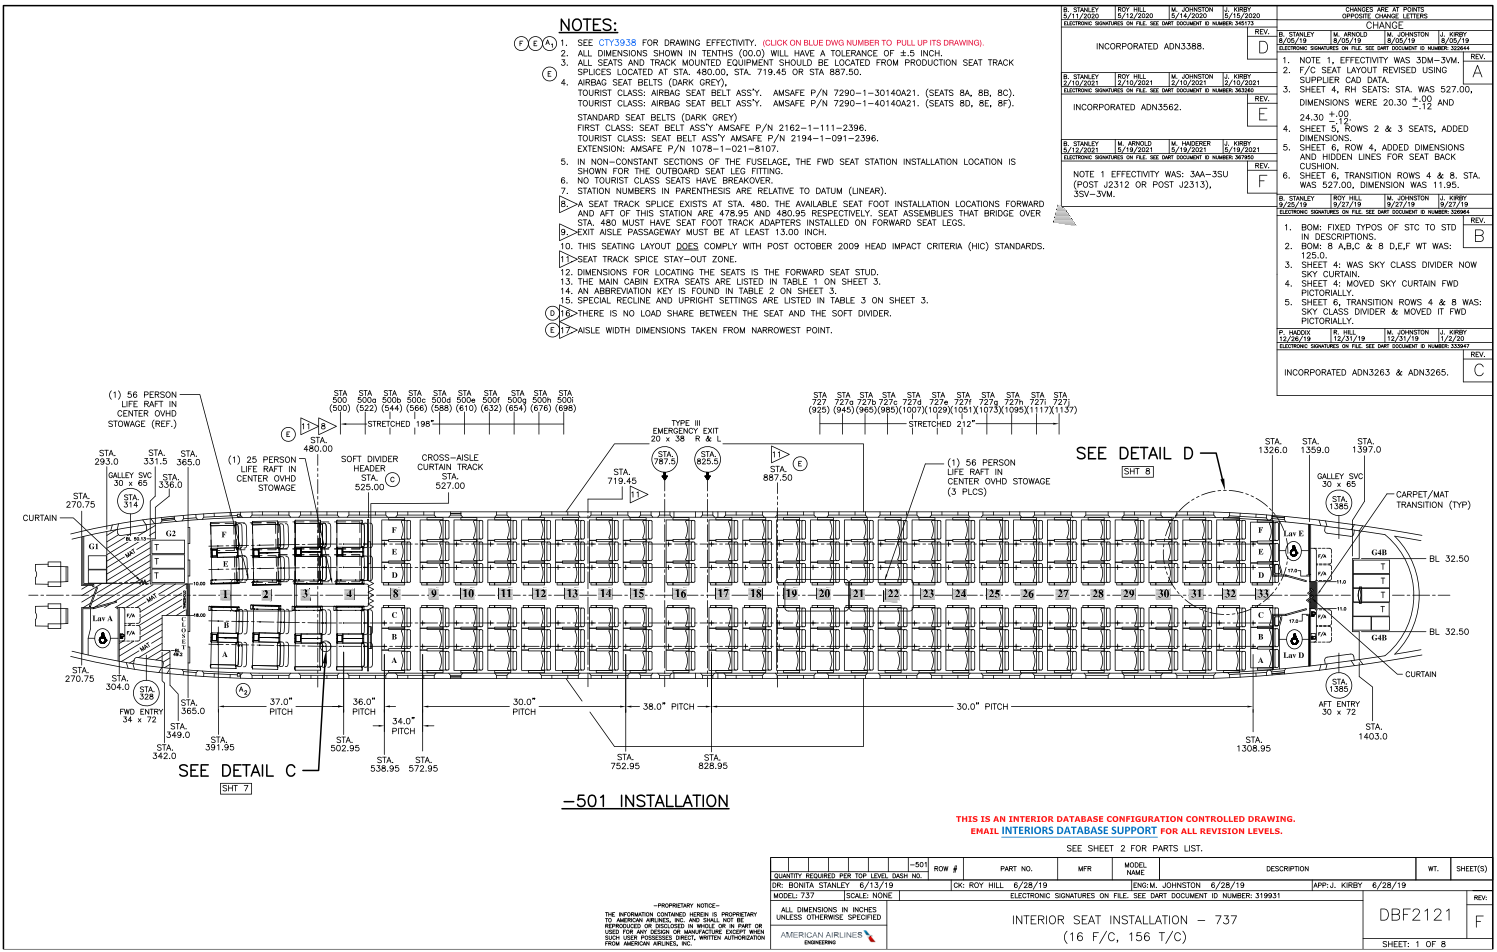 NOTES:
1. SEE CTY3938 FOR DRAWING EFFECTIVITY. (CLICK ON BLUE DWG NUMBER TO PULL UP ITS DRAWING).
2. ALL DIMENSIONS SHOWN IN TENTHS (00.0) WILL HAVE A TOLERANCE OF ±.5 INCH.
3. ALL SEATS AND TRACK MOUNTED EQUIPMENT SHOULD BE LOCATED FROM PRODUCTION SEAT TRACK
SPLICES LOCATED AT STA. 480.00, STA. 719.45 OR STA 887.50.
4. AIRBAG SEAT BELTS (DARK GREY),
TOURIST CLASS: AIRBAG SEAT BELT ASS'Y. AMSAFE P/N 7290-1-30140A21. (SEATS 8A, 8B, 8C).
TOURIST CLASS: AIRBAG SEAT BELT ASS'Y. AMSAFE P/N 7290-1-40140A21. (SEATS 8D, 8E, 8F).
STANDARD SEAT BELTS (DARK GREY)
FIRST CLASS: SEAT BELT ASS'Y AMSAFE P/N 2162-1-111-2396.
TOURIST CLASS: SEAT BELT ASS'Y AMSAFE P/N 2194-1-091-2396.
EXTENSION: AMSAFE P/N 1078-1-021-8107.
5. IN NON-CONSTANT SECTIONS OF THE FUSELAGE, THE FWD SEAT STATION INSTALLATION LOCATION IS
SHOWN FOR THE OUTBOARD SEAT LEG FITTING.
6. NO TOURIST CLASS SEATS HAVE BREAKOVER.
7. STATION NUMBERS IN PARENTHESIS ARE RELATIVE TO DATUM (LINEAR).
8. A SEAT TRACK SPLICE EXISTS AT STA. 480. THE AVAILABLE SEAT FOOT INSTALLATION LOCATIONS FORWARD
AND AFT OF THIS STATION ARE 478.95 AND 480.95 RESPECTIVELY. SEAT ASSEMBLIES THAT BRIDGE OVER
STA. 480 MUST HAVE SEAT FOOT TRACK ADAPTERS INSTALLED ON FORWARD SEAT LEGS.
9. EXIT AISLE PASSAGEWAY MUST BE AT LEAST 13.00 INCH.
10. THIS SEATING LAYOUT DOES COMPLY WITH POST OCTOBER 2009 HEAD IMPACT CRITERIA (HIC) STANDARDS.
11. SEAT TRACK SPICE STAY-OUT ZONE.
12. DIMENSIONS FOR LOCATING THE SEATS IS THE FORWARD SEAT STUD.
13. THE MAIN CABIN EXTRA SEATS ARE LISTED IN TABLE 1 ON SHEET 3.
14. AN ABBREVIATION KEY IS FOUND IN TABLE 2 ON SHEET 3.
15. SPECIAL RECLINE AND UPRIGHT SETTINGS ARE LISTED IN TABLE 3 ON SHEET 3.
D 16. THERE IS NO LOAD SHARE BETWEEN THE SEAT AND THE SOFT DIVIDER.
E 17. AISLE WIDTH DIMENSIONS TAKEN FROM NARROWEST POINT.
B. STANLEY ROY HILL M. JOHNSTON J. KIRBY
5/11/2020 5/12/2020 5/14/2020 5/15/2020
ELECTRONIC SIGNATURES ON FILE. SEE DART DOCUMENT ID NUMBER: 345173
REV.
D
INCORPORATED ADN3388.
B. STANLEY ROY HILL M. JOHNSTON J. KIRBY
2/10/2021 2/10/2021 2/10/2021 2/10/2021
ELECTRONIC SIGNATURES ON FILE. SEE DART DOCUMENT ID NUMBER: 363260
REV.
E
INCORPORATED ADN3562.
B. STANLEY M. ARNOLD M. HAIDERER J. KIRBY
5/12/2021 5/19/2021 5/19/2021 5/19/2021
ELECTRONIC SIGNATURES ON FILE. SEE DART DOCUMENT ID NUMBER: 367950
REV.
F
NOTE 1 EFFECTIVITY WAS: 3AA-3SU
(POST J2312 OR POST J2313),
3SV-3VM.
CHANGES ARE AT POINTS
OPPOSITE CHANGE LETTERS
CHANGE
B. STANLEY M. ARNOLD M. JOHNSTON J. KIRBY
8/05/19 8/05/19 8/05/19 8/05/19
ELECTRONIC SIGNATURES ON FILE. SEE DART DOCUMENT ID NUMBER: 322644
REV.
A
1. NOTE 1, EFFECTIVITY WAS 3DM-3VM.
2. F/C SEAT LAYOUT REVISED USING
SUPPLIER CAD DATA.
3. SHEET 4, RH SEATS: STA. WAS 527.00,
DIMENSIONS WERE 20.30 +.00 -.12 AND
24.30 +.00 -.12.
4. SHEET 5, ROWS 2 & 3 SEATS, ADDED
DIMENSIONS.
5. SHEET 6, ROW 4, ADDED DIMENSIONS
AND HIDDEN LINES FOR SEAT BACK
CUSHION.
6. SHEET 6, TRANSITION ROWS 4 & 8. STA.
WAS 527.00, DIMENSION WAS 11.95.
B. STANLEY ROY HILL M. JOHNSTON J. KIRBY
9/25/19 9/27/19 9/27/19 9/27/19
ELECTRONIC SIGNATURES ON FILE. SEE DART DOCUMENT ID NUMBER: 326964
REV.
B
1. BOM: FIXED TYPOS OF STC TO STD
IN DESCRIPTIONS.
2. BOM: 8 A,B,C & 8 D,E,F WT WAS:
125.0.
3. SHEET 4: WAS SKY CLASS DIVIDER NOW
SKY CURTAIN.
4. SHEET 4: MOVED SKY CURTAIN FWD
PICTORIALLY.
5. SHEET 6, TRANSITION ROWS 4 & 8 WAS:
SKY CLASS DIVIDER & MOVED IT FWD
PICTORIALLY.
P. HADDIX R. HILL M. JOHNSTON J. KIRBY
12/26/19 12/31/19 12/31/19 1/2/20
ELECTRONIC SIGNATURES ON FILE. SEE DART DOCUMENT ID NUMBER: 333947
REV.
C
INCORPORATED ADN3263 & ADN3265.
(1) 56 PERSON
LIFE RAFT IN
CENTER OVHD
STOWAGE (REF.)
STA 500 (500) STA 500a (522) STA 500b (544) STA 500c (566) STA 500d (588) STA 500e (610) STA 500f (632) STA 500g (654) STA 500h (676) STA 500i (698)
STRETCHED 198"
STA. 480.00
(1) 25 PERSON
LIFE RAFT IN
CENTER OVHD
STOWAGE
SOFT DIVIDER
HEADER
STA.
525.00
CROSS-AISLE
CURTAIN TRACK
STA.
527.00
TYPE III
EMERGENCY EXIT
20 x 38 R & L
STA. 787.5
STA. 825.5
STA. 719.45
STA. 887.50
STA 727 (925) STA 727a (945) STA 727b (965) STA 727c (985) STA 727d (1007) STA 727e (1029) STA 727f (1051) STA 727g (1073) STA 727h (1095) STA 727i (1117) STA 727j (1137)
STRETCHED 212"
(1) 56 PERSON
LIFE RAFT IN
CENTER OVHD STOWAGE
(3 PLCS)
SEE DETAIL D
SHT 8
STA. 1326.0
STA. 1359.0
STA. 1397.0
GALLEY SVC
30 x 65
STA. 1385
CARPET/MAT
TRANSITION (TYP)
STA. 293.0
STA. 331.5
STA. 365.0
GALLEY SVC
30 x 65
STA. 314
STA. 336.0
STA. 270.75
CURTAIN
BL 50.13
MAT
G1
G2
T
T
10.00
18.00
MAT
F/A
F/A
Lav A
MAT
CLOSET
F
E
B
A
1 2 3 4 8 9 10 11 12 13 14 15 16 17 18 19 20 21 22 23 24 25 26 27 28 29 30 31 32 33
F
E
D
C
B
A
F
E
D
C
B
A
Lav E
Lav D
F/A
F/A
17.0
11.0
17.0
11.0
F/A
F/A
G4B
T
T
T
T
G4B
BL 32.50
BL 32.50
CURTAIN
STA. 270.75
STA. 304.0
STA. 328
FWD ENTRY
34 x 72
STA. 365.0
STA. 349.0
STA. 342.0
STA. 391.95
A2
37.0" PITCH
36.0" PITCH
34.0" PITCH
30.0" PITCH
38.0" PITCH
30.0" PITCH
STA. 502.95
STA. 538.95
STA. 572.95
STA. 752.95
STA. 828.95
STA. 1308.95
STA. 1385
AFT ENTRY
30 x 72
STA. 1403.0
SEE DETAIL C
SHT 7
-501 INSTALLATION
THIS IS AN INTERIOR DATABASE CONFIGURATION CONTROLLED DRAWING.
EMAIL INTERIORS DATABASE SUPPORT FOR ALL REVISION LEVELS.
SEE SHEET 2 FOR PARTS LIST.
-501 ROW # PART NO. MFR MODEL NAME DESCRIPTION WT. SHEET(S)
QUANTITY REQUIRED PER TOP LEVEL DASH NO.
DR: BONITA STANLEY 6/13/19 CK: ROY HILL 6/28/19 ENG: M. JOHNSTON 6/28/19 APP: J. KIRBY 6/28/19
MODEL: 737 SCALE: NONE ELECTRONIC SIGNATURES ON FILE. SEE DART DOCUMENT ID NUMBER: 319931
ALL DIMENSIONS IN INCHES
UNLESS OTHERWISE SPECIFIED
AMERICAN AIRLINES
ENGINEERING
INTERIOR SEAT INSTALLATION - 737
(16 F/C, 156 T/C)
DBF2121
REV:
F
SHEET: 1 OF 8
-PROPRIETARY NOTICE-
THE INFORMATION CONTAINED HEREIN IS PROPRIETARY
TO AMERICAN AIRLINES, INC. AND SHALL NOT BE
REPRODUCED OR DISCLOSED IN WHOLE OR IN PART OR
USED FOR ANY DESIGN OR MANUFACTURE EXCEPT WHEN
SUCH USER POSSESSES DIRECT, WRITTEN AUTHORIZATION
FROM AMERICAN AIRLINES, INC.